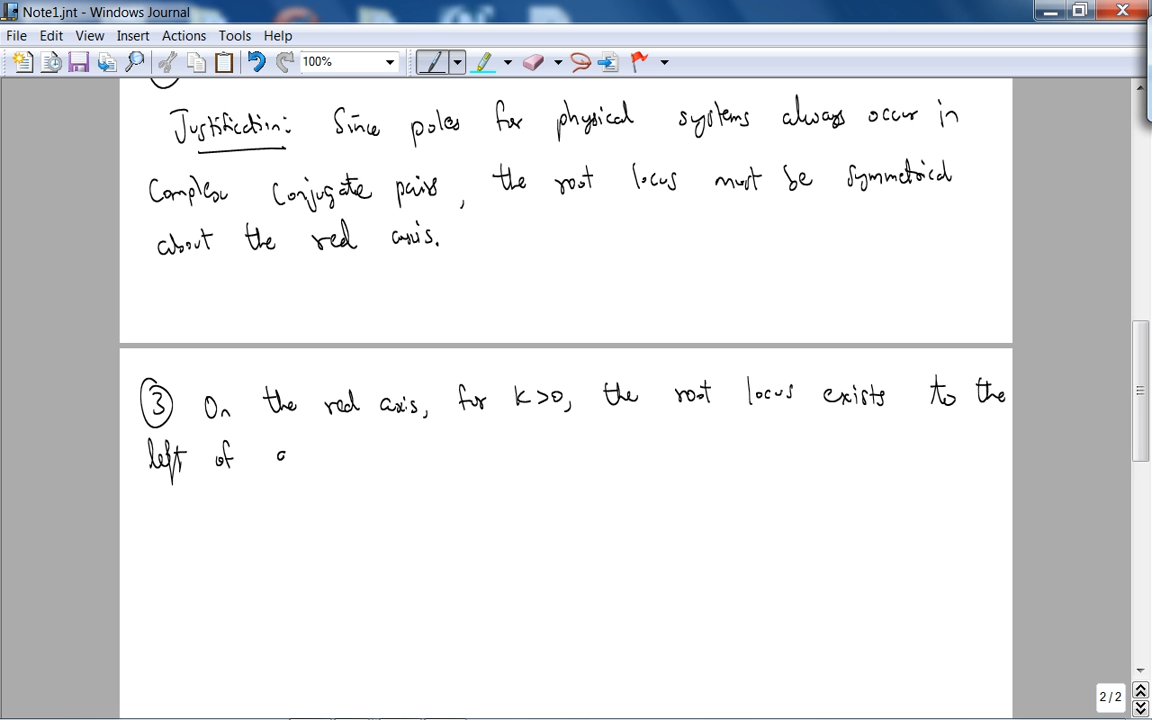 Note1.jnt - Windows Journal
File Edit View Insert Actions Tools Help
100%
Justification: Since poles for physical systems always occur in
Complex Conjugate pairs, the root locus must be symmetrical
about the real axis.
③ On the real axis, for K>0, the root locus exists to the
left of a
2/2